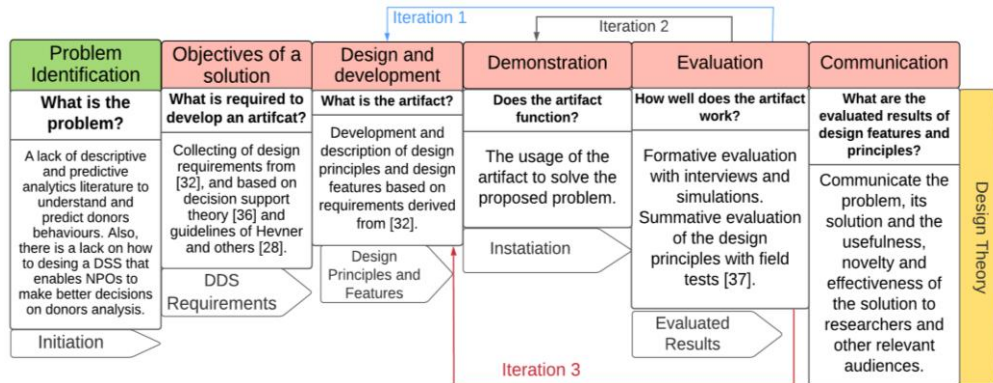 Iteration 1
Iteration 2
Problem
Identification
What is the
problem?
A lack of descriptive
and predictive
analytics literature to
understand and
predict donors
behaviours. Also,
there is a lack on how
to desing a DSS that
enables NPOs to
make better decisions
on donors analysis.
Initiation
Objectives of a
solution
What is required to
develop an artifcat?
Collecting of design
requirements from
[32], and based on
decision support
theory [36] and
guidelines of Hevner
and others [28].
DDS
Requirements
Design and
development
What is the artifact?
Development and
description of design
principles and design
features based on
requirements derived
from [32].
Design
Principles and
Features
Demonstration
Does the artifact
function?
The usage of the
artifact to solve the
proposed problem.
Instatiation
Evaluation
How well does the artifact
work?
Formative evaluation
with interviews and
simulations.
Summative evaluation
of the design
principles with field
tests [37].
Evaluated
Results
Communication
What are the
evaluated results of
design features and
principles?
Communicate the
problem, its
solution and the
usefulness,
novelty and
effectiveness of
the solution to
researchers and
other relevant
audiences.
Design Theory
Iteration 3